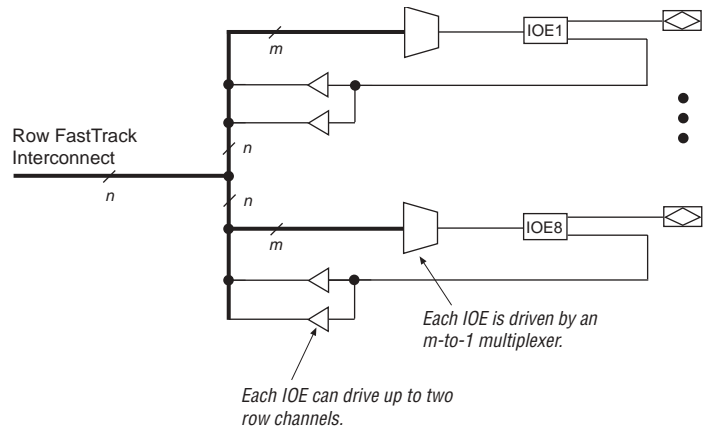 m
IOE1
n
Row FastTrack
Interconnect
n
n
m
IOE8
Each IOE is driven by an
m-to-1 multiplexer.
Each IOE can drive up to two
row channels.